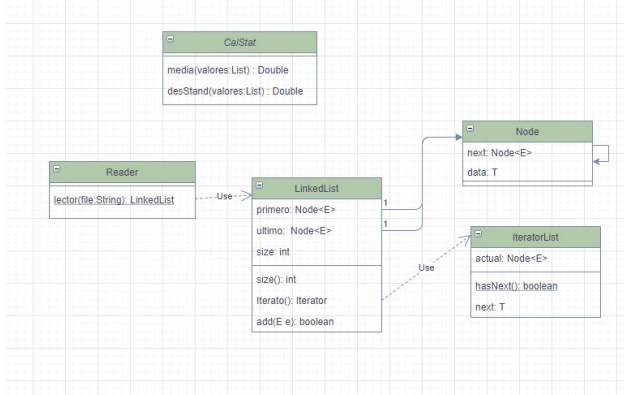 CalStat
media(valores:List) : Double
desStand(valores:List) : Double
Node
next: Node<E>
data: T
Reader
lector(file:String): LinkedList
Use
LinkedList
primero: Node<E>
ultimo: Node<E>
size: int
size(): int
Iterato(): Iterator
add(E e): boolean
1
1
Use
IteratorList
actual: Node<E>
hasNext(): boolean
next: T